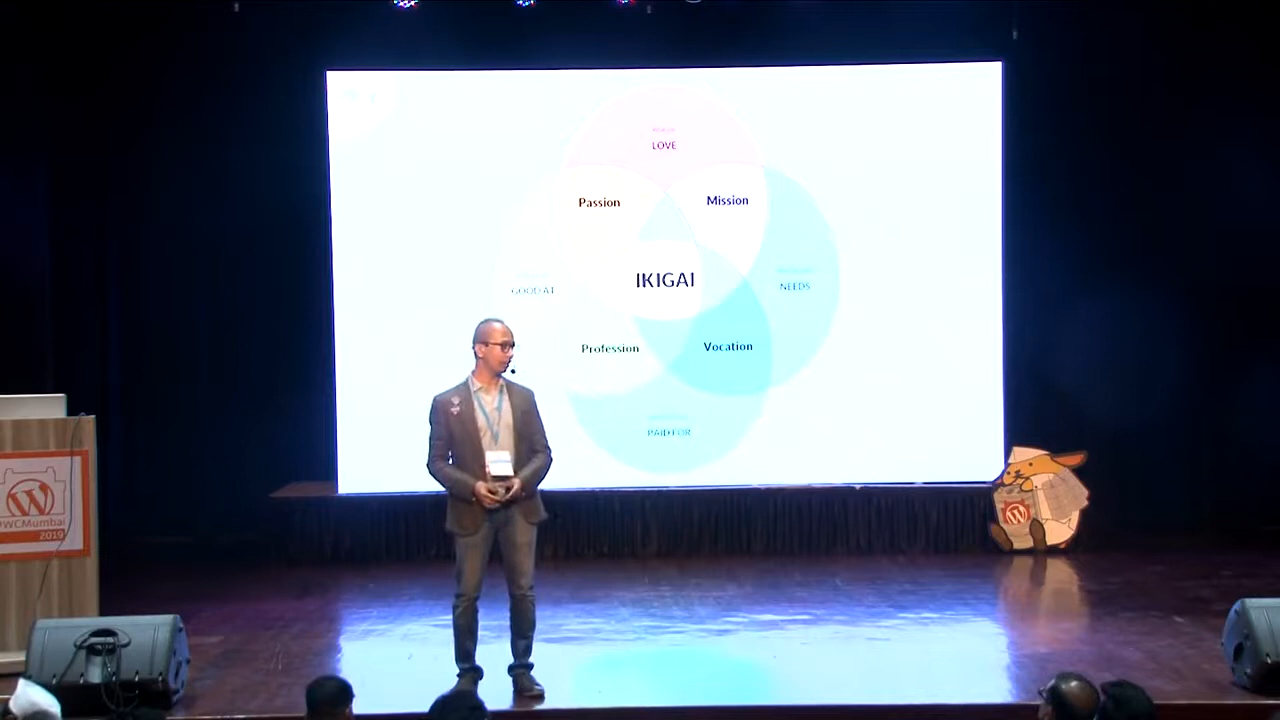 LOVE
Passion
Mission
IKIGAI
GOOD AT
NEEDS
Profession
Vocation
PAID FOR
#WCMumbai
2019